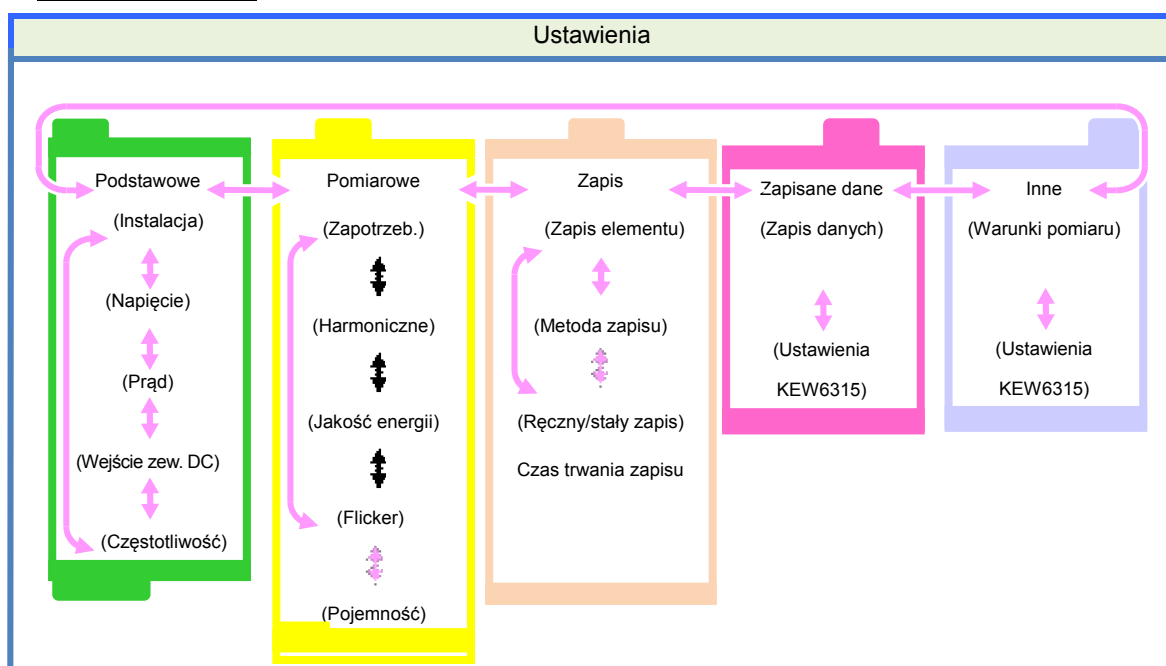 Ustawienia
Podstawowe
(Instalacja)
(Napięcie)
(Prąd)
(Wejście zew. DC)
(Częstotliwość)
Pomiarowe
(Zapotrzeb.)
(Harmoniczne)
(Jakość energii)
(Flicker)
(Pojemność)
Zapis
(Zapis elementu)
(Metoda zapisu)
(Ręczny/stały zapis)
Czas trwania zapisu
Zapisane dane
(Zapis danych)
(Ustawienia
KEW6315)
Inne
(Warunki pomiaru)
(Ustawienia
KEW6315)